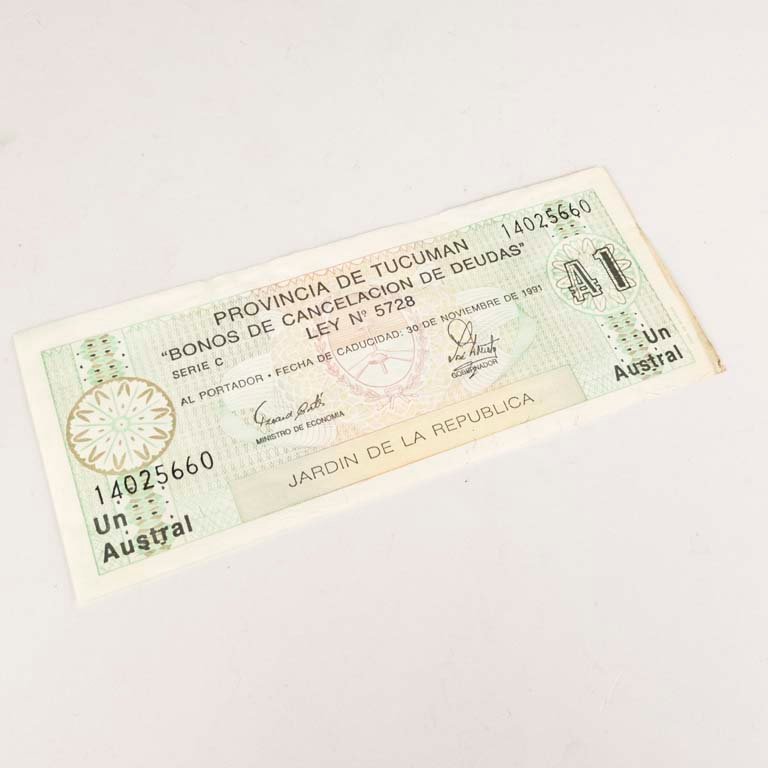 14025660
PROVINCIA DE TUCUMAN
"BONOS DE CANCELACION DE DEUDAS"
LEY Nº 5728
SERIE C
AL PORTADOR • FECHA DE CADUCIDAD: 30 DE NOVIEMBRE DE 1991
A1
MINISTRO DE ECONOMIA
GOBERNADOR
Un
Austral
JARDIN DE LA REPUBLICA
14025660
Un
Austral